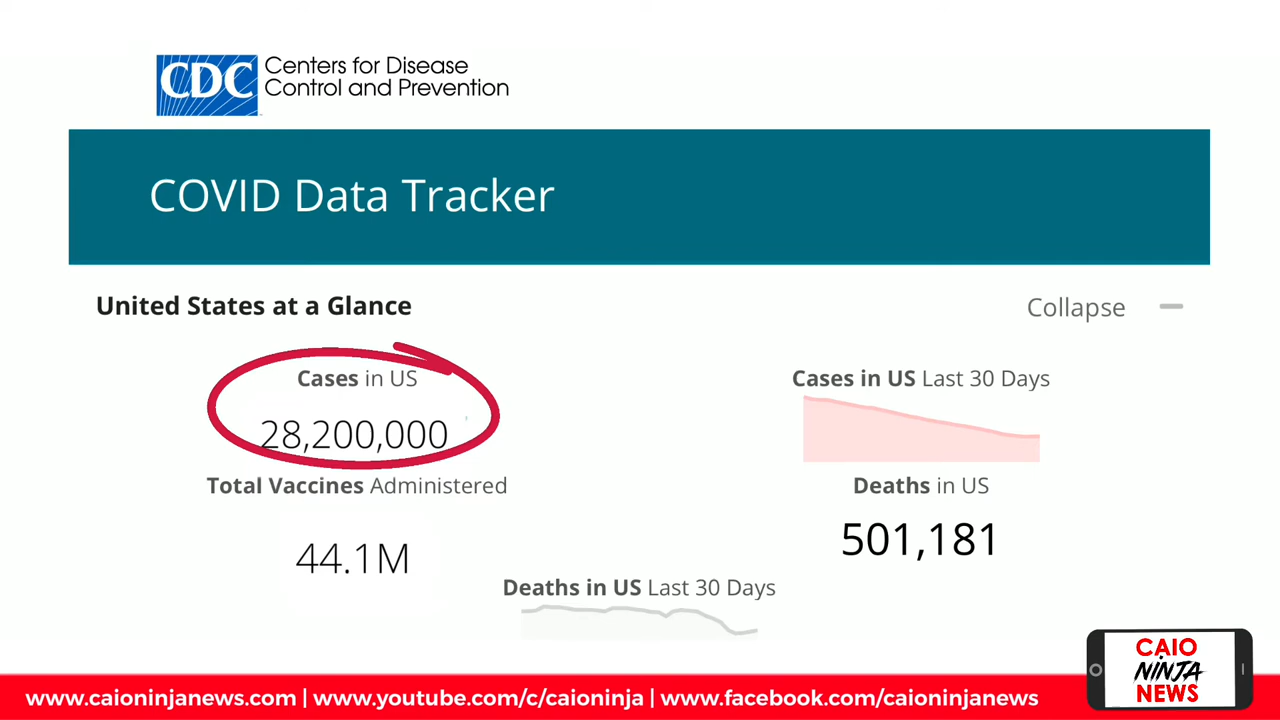 CDC Centers for Disease
Control and Prevention
COVID Data Tracker
United States at a Glance
Collapse
Cases in US
28,200,000
Cases in US Last 30 Days
Total Vaccines Administered
44.1M
Deaths in US
501,181
Deaths in US Last 30 Days
CAIO
NINJA
NEWS
www.caioninjanews.com | www.youtube.com/c/caioninja | www.facebook.com/caioninjanews